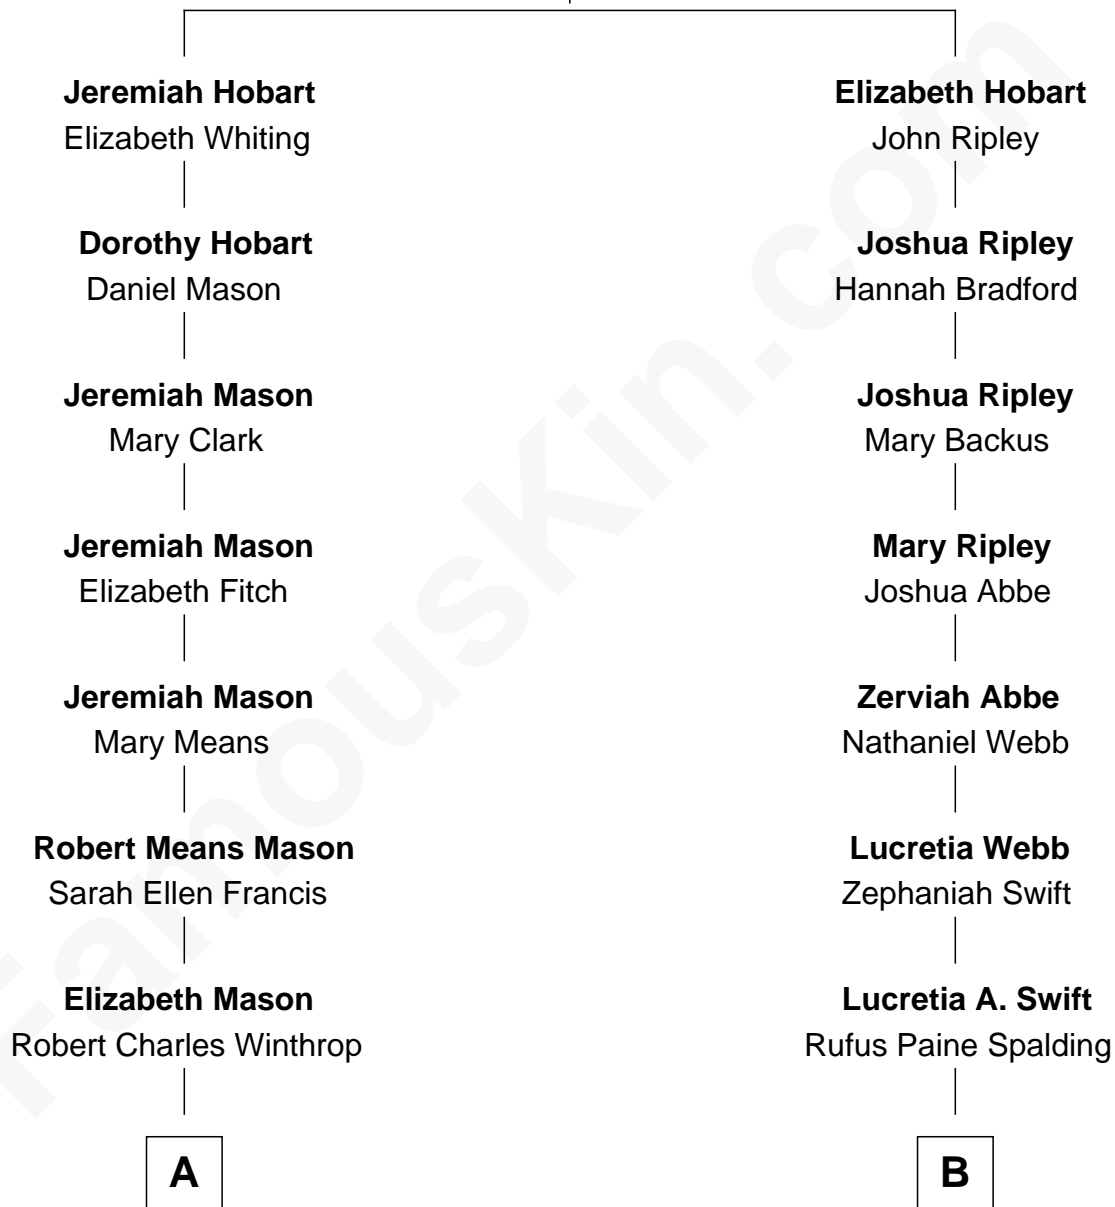 Jeremiah Hobart
Elizabeth Whiting
Dorothy Hobart
Daniel Mason
Jeremiah Mason
Mary Clark
Jeremiah Mason
Elizabeth Fitch
Jeremiah Mason
Mary Means
Robert Means Mason
Sarah Ellen Francis
Elizabeth Mason
Robert Charles Winthrop
A
Elizabeth Hobart
John Ripley
Joshua Ripley
Hannah Bradford
Joshua Ripley
Mary Backus
Mary Ripley
Joshua Abbe
Zerviah Abbe
Nathaniel Webb
Lucretia Webb
Zephaniah Swift
Lucretia A. Swift
Rufus Paine Spalding
B
FamousKin.com